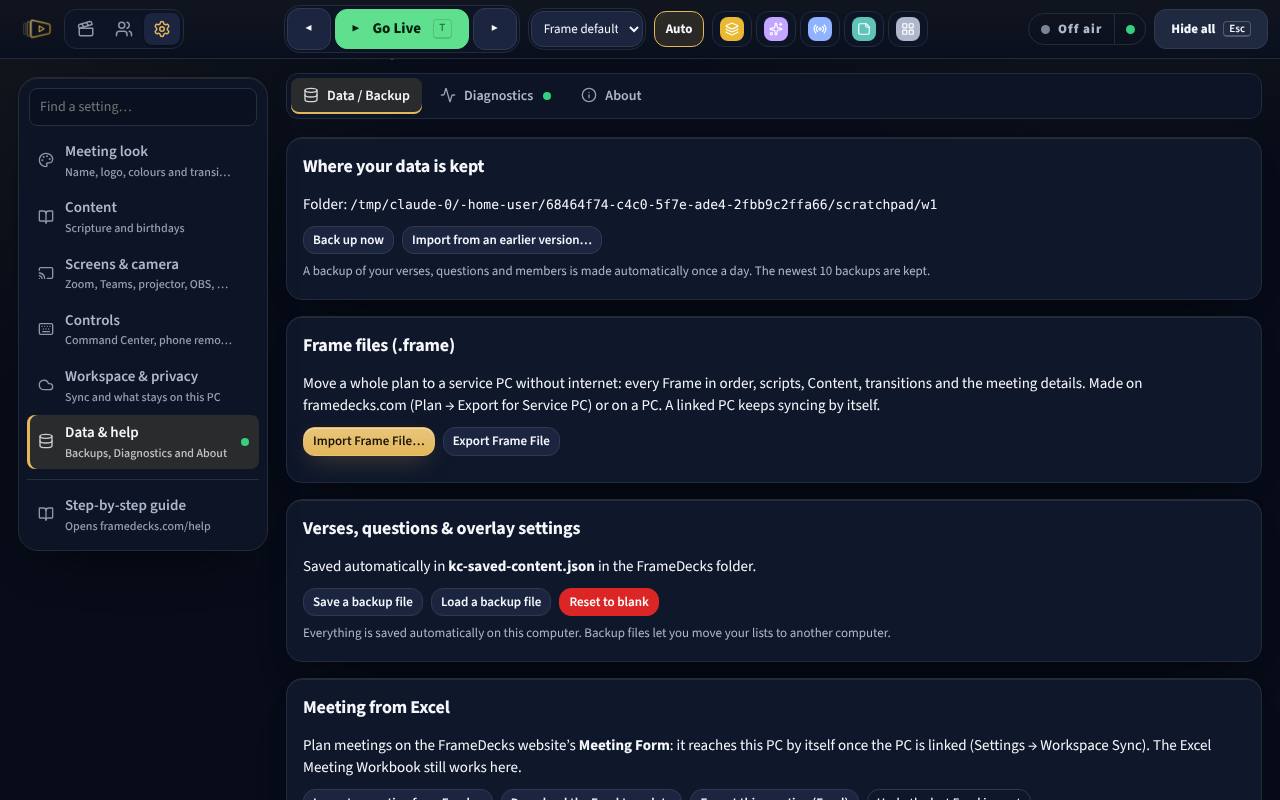 Go Live
T
Frame default
Auto
Off air
Hide all
Esc
Find a setting…
Meeting look
Name, logo, colours and transi…
Content
Scripture and birthdays
Screens & camera
Zoom, Teams, projector, OBS, …
Controls
Command Center, phone remo…
Workspace & privacy
Sync and what stays on this PC
Data & help
Backups, Diagnostics and About
Step-by-step guide
Opens framedecks.com/help
Data / Backup
Diagnostics
About
Where your data is kept
Folder: /tmp/claude-0/-home-user/68464f74-c4c0-5f7e-ade4-2fbb9c2ffa66/scratchpad/w1
Back up now
Import from an earlier version…
A backup of your verses, questions and members is made automatically once a day. The newest 10 backups are kept.
Frame files (.frame)
Move a whole plan to a service PC without internet: every Frame in order, scripts, Content, transitions and the meeting details. Made on
framedecks.com (Plan → Export for Service PC) or on a PC. A linked PC keeps syncing by itself.
Import Frame File…
Export Frame File
Verses, questions & overlay settings
Saved automatically in kc-saved-content.json in the FrameDecks folder.
Save a backup file
Load a backup file
Reset to blank
Everything is saved automatically on this computer. Backup files let you move your lists to another computer.
Meeting from Excel
Plan meetings on the FrameDecks website’s Meeting Form: it reaches this PC by itself once the PC is linked (Settings → Workspace Sync). The Excel
Meeting Workbook still works here.